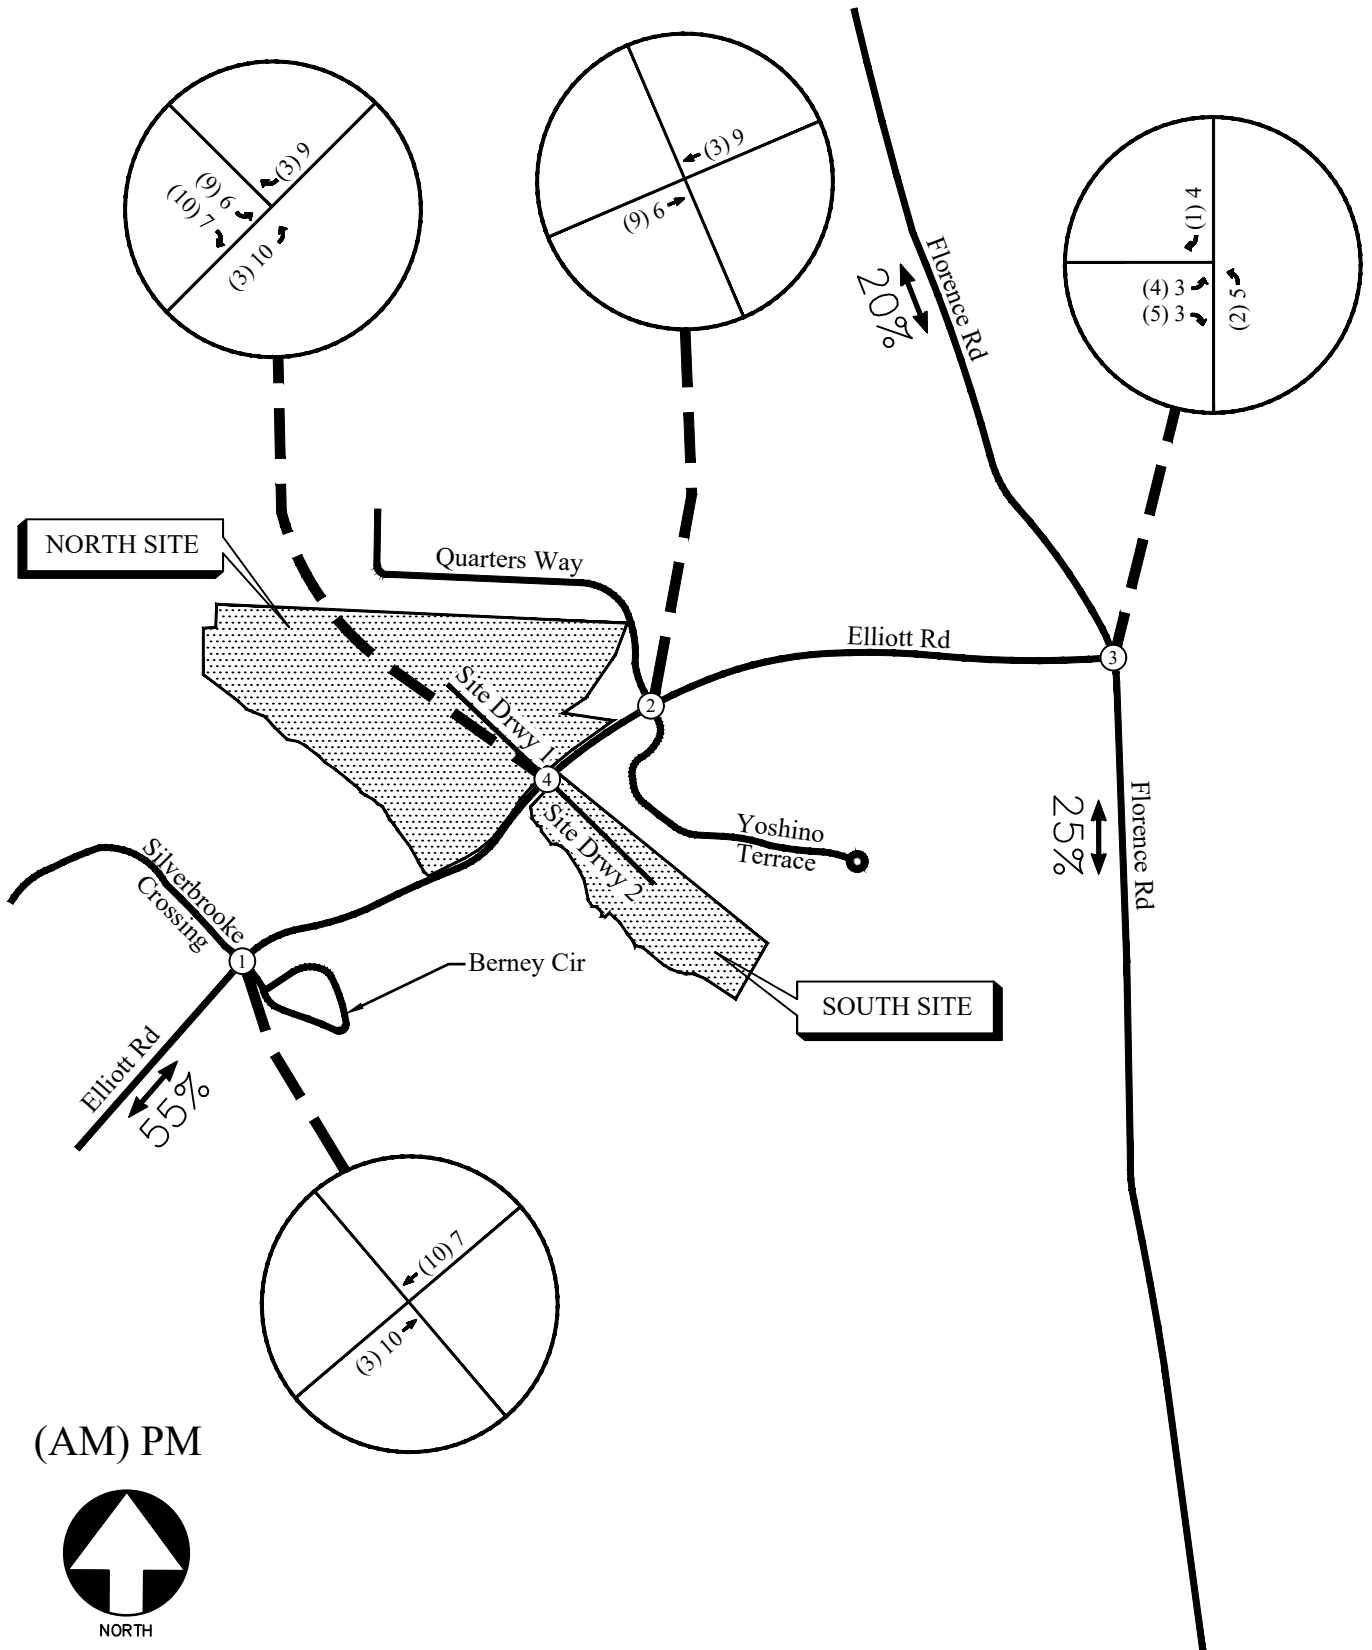 (3) 9
(9) 6
(10) 7
(3) 10
(3) 9
(9) 6
(1) 4
(4) 3
(5) 3
(2) 5
Florence Rd
20%
NORTH SITE
Quarters Way
Elliott Rd
3
2
Site Drwy 1
4
Site Drwy 2
Yoshino
Terrace
25%
Florence Rd
Silverbrooke
Crossing
1
Berney Cir
SOUTH SITE
Elliott Rd
55%
(10) 7
(3) 10
(AM) PM
NORTH